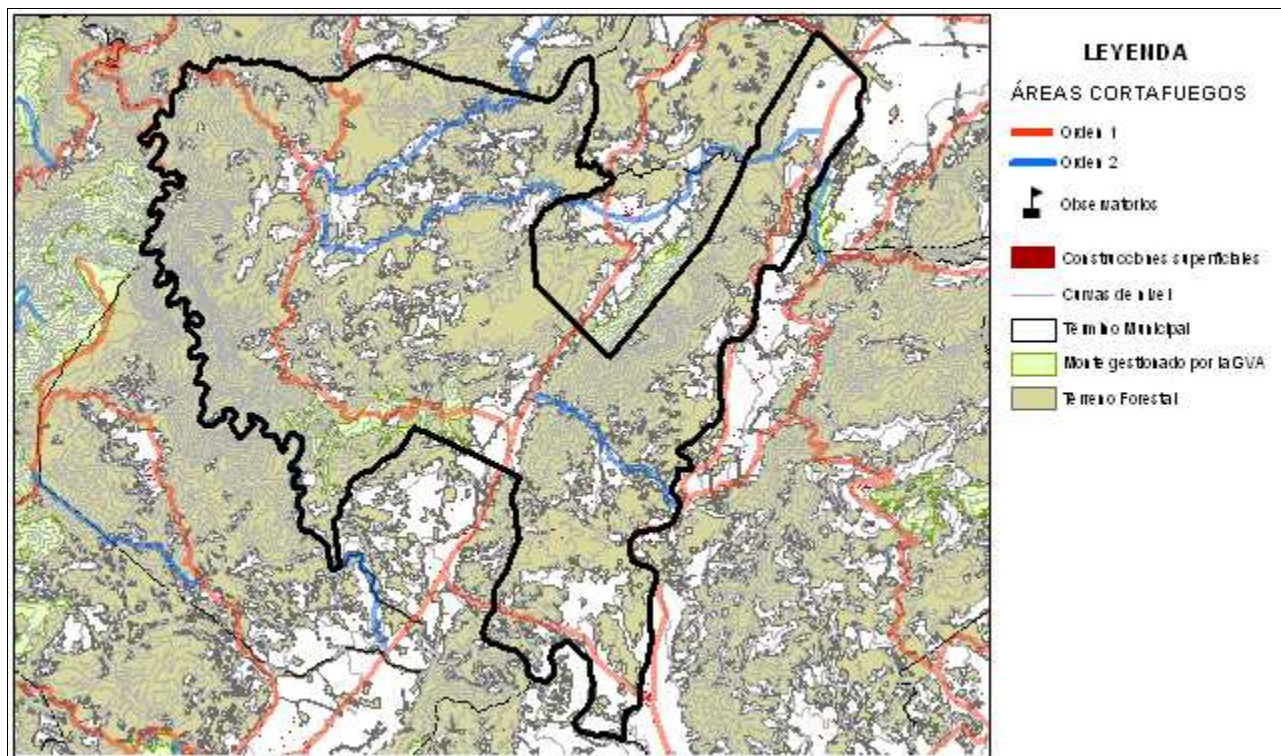 LEYENDA
ÁREAS CORTAFUEGOS
Orden 1
Orden 2
Observatorios
Construcciones superficiales
Curvas de nivel
Término Municipal
Monte gestionado por la GVA
Terreno Forestal